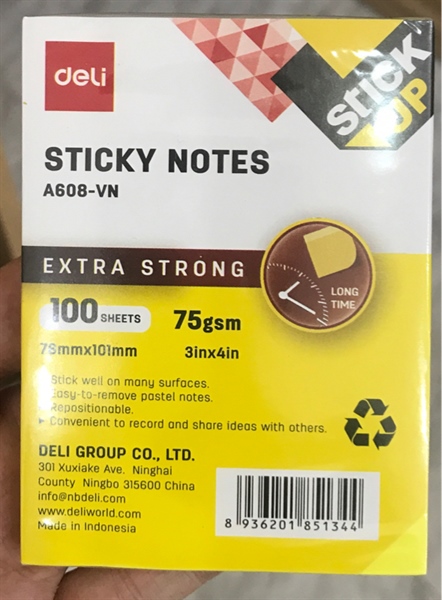 deli
STICK
UP
STICKY NOTES
A608-VN
EXTRA STRONG
LONG
TIME
100 SHEETS
75gsm
76mmx101mm
3inx4in
Stick well on many surfaces.
Easy-to-remove pastel notes.
Repositionable.
Convenient to record and share ideas with others.
DELI GROUP CO., LTD.
301 Xuxiake Ave. Ninghai
County Ningbo 315600 China
info@nbdeli.com
www.deliworld.com
Made in Indonesia
8 936201 851344